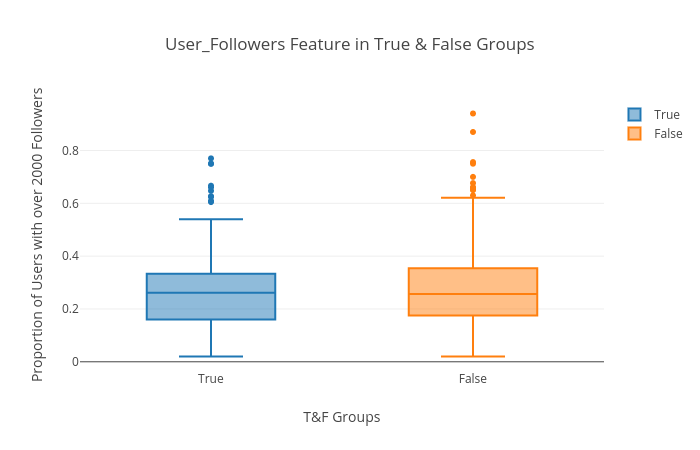 User_Followers Feature in True & False Groups
Proportion of Users with over 2000 Followers
0.8
0.6
0.4
0.2
0
True
False
T&F Groups
True
False